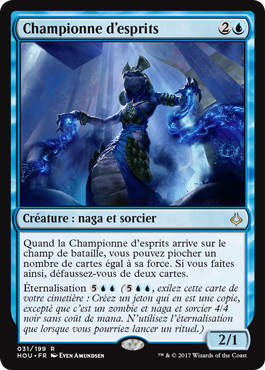 Championne d'esprits 2
Créature : naga et sorcier
Quand la Championne d'esprits arrive sur le
champ de bataille, vous pouvez piocher un
nombre de cartes égal à sa force. Si vous faites
ainsi, défaussez-vous de deux cartes.
Éternalisation 5 (5, exilez cette carte de
votre cimetière : Créez un jeton qui en est une copie,
excepté que c'est un zombie et naga et sorcier 4/4
noir sans coût de mana. N'utilisez l'éternalisation
que lorsque vous pourriez lancer un rituel.)
2/1
031/199 R
HOU • FR Even Amundsen ™ & © 2017 Wizards of the Coast